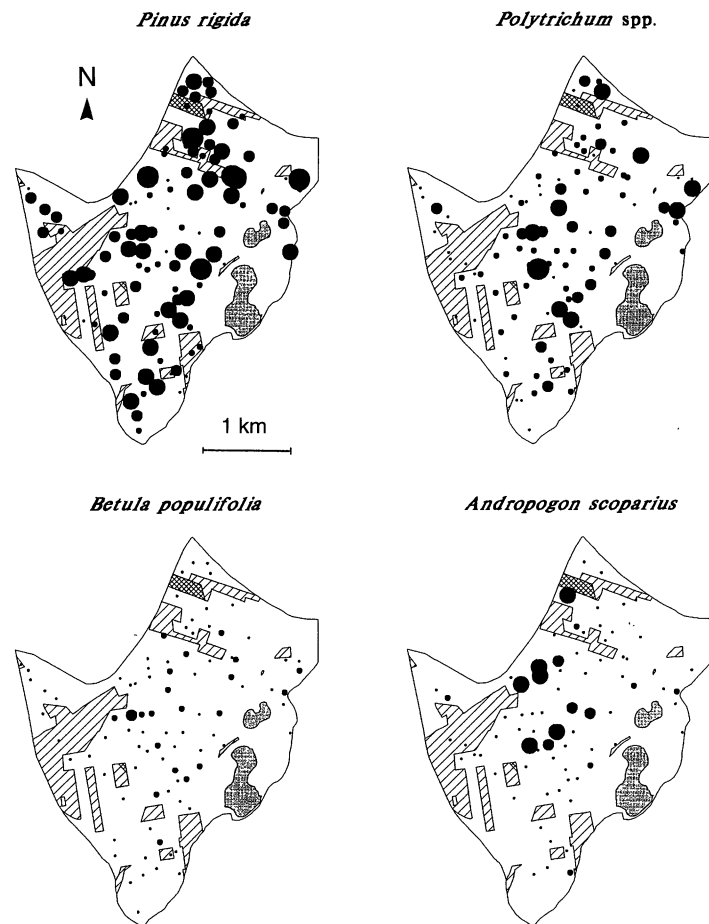 Pinus rigida
Polytrichum spp.
N
1 km
Betula populifolia
Andropogon scoparius